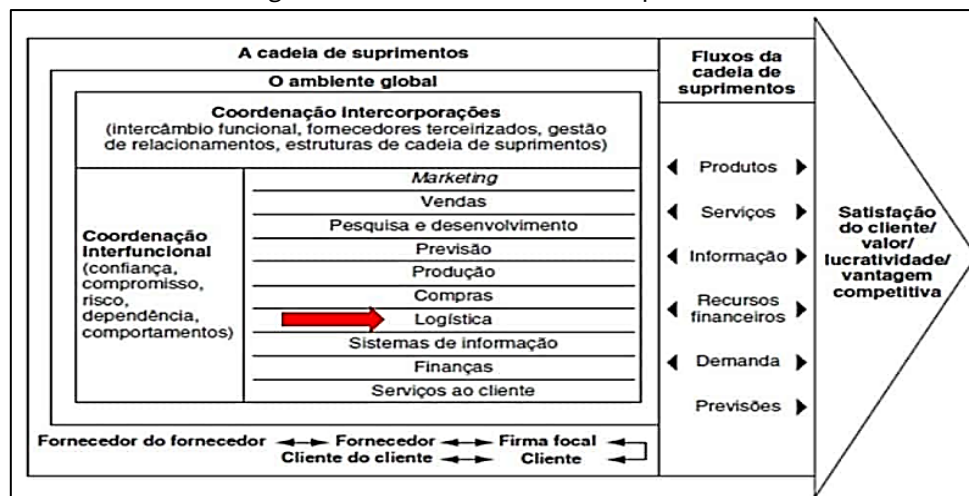 A cadeia de suprimentos
O ambiente global
Coordenação Intercorporações
(intercâmbio funcional, fornecedores terceirizados, gestão
de relacionamentos, estruturas de cadeia de suprimentos)
Coordenação
Interfuncional
(confiança,
compromisso,
risco,
dependência,
comportamentos)
Marketing
Vendas
Pesquisa e desenvolvimento
Previsão
Produção
Compras
Logística
Sistemas de informação
Finanças
Serviços ao cliente
Fornecedor do fornecedor
Fornecedor
Firma focal
Cliente do cliente
Cliente
Fluxos da
cadeia de
suprimentos
Produtos
Serviços
Informação
Recursos
financeiros
Demanda
Previsões
Satisfação
do cliente/
valor/
lucratividade/
vantagem
competitiva